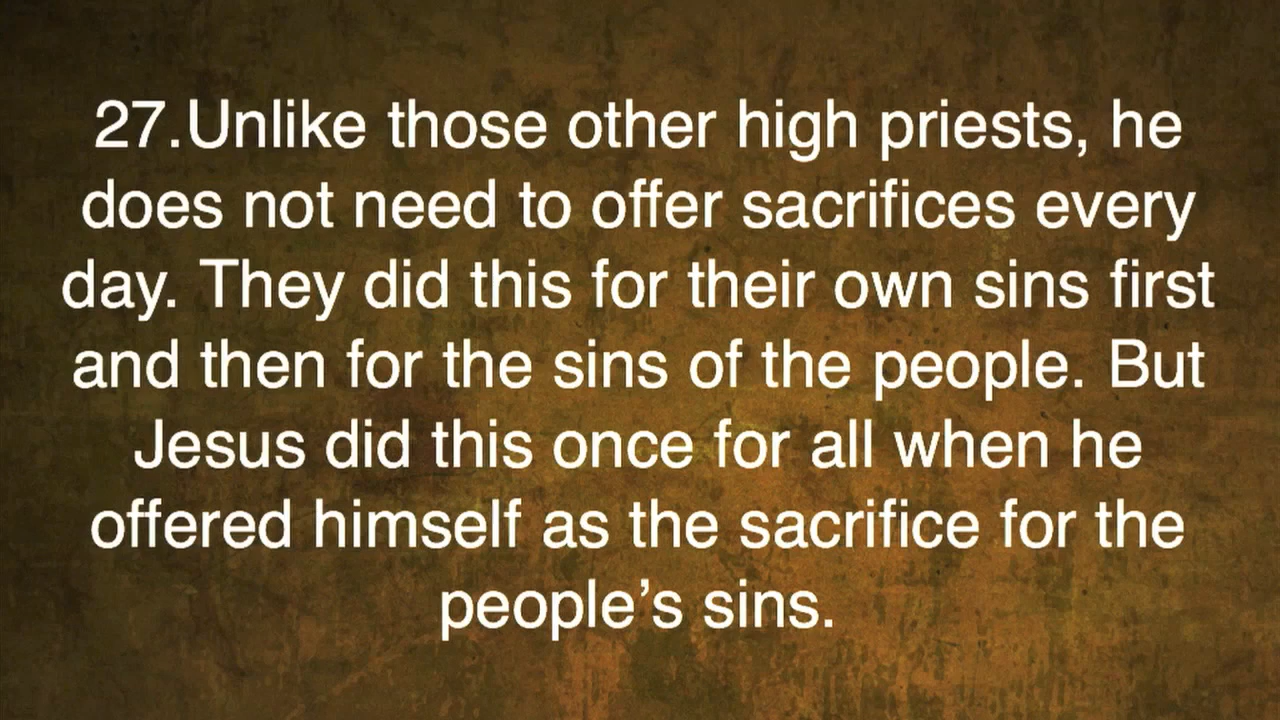 27.Unlike those other high priests, he
does not need to offer sacrifices every
day. They did this for their own sins first
and then for the sins of the people. But
Jesus did this once for all when he
offered himself as the sacrifice for the
people’s sins.